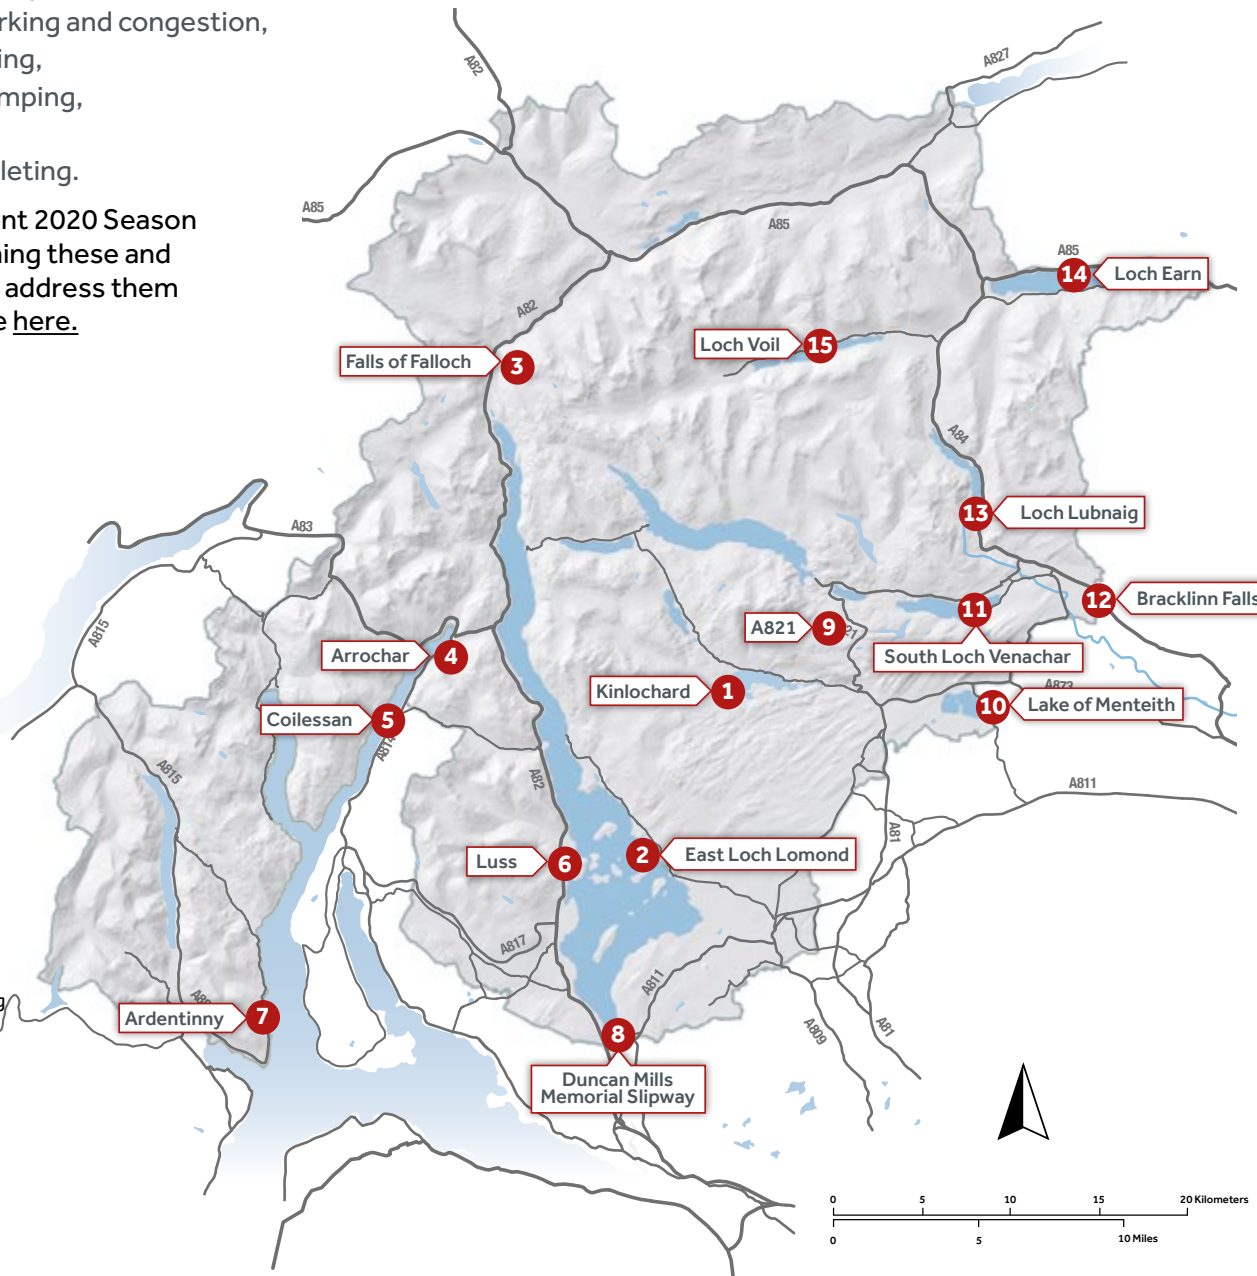 rking and congestion,
ing,
mping,
leting.
nt 2020 Season
ning these and
address them
e here.
A82
A827
A85
A85
A85
14 Loch Earn
A82
Loch Voil 15
Falls of Falloch 3
A84
13 Loch Lubnaig
A83
12 Bracklinn Falls
11
South Loch Venachar
A821 9
21
A815
Arrochar 4
Kinlochard 1
A873
10 Lake of Menteith
Coilessan 5
A814
A815
A82
A811
A81
Luss 6
2 East Loch Lomond
A817
A811
g
Ardentinny 7
8
Duncan Mills
Memorial Slipway
A809
A81
0 5 10 15 20 Kilometers
0 5 10 Miles